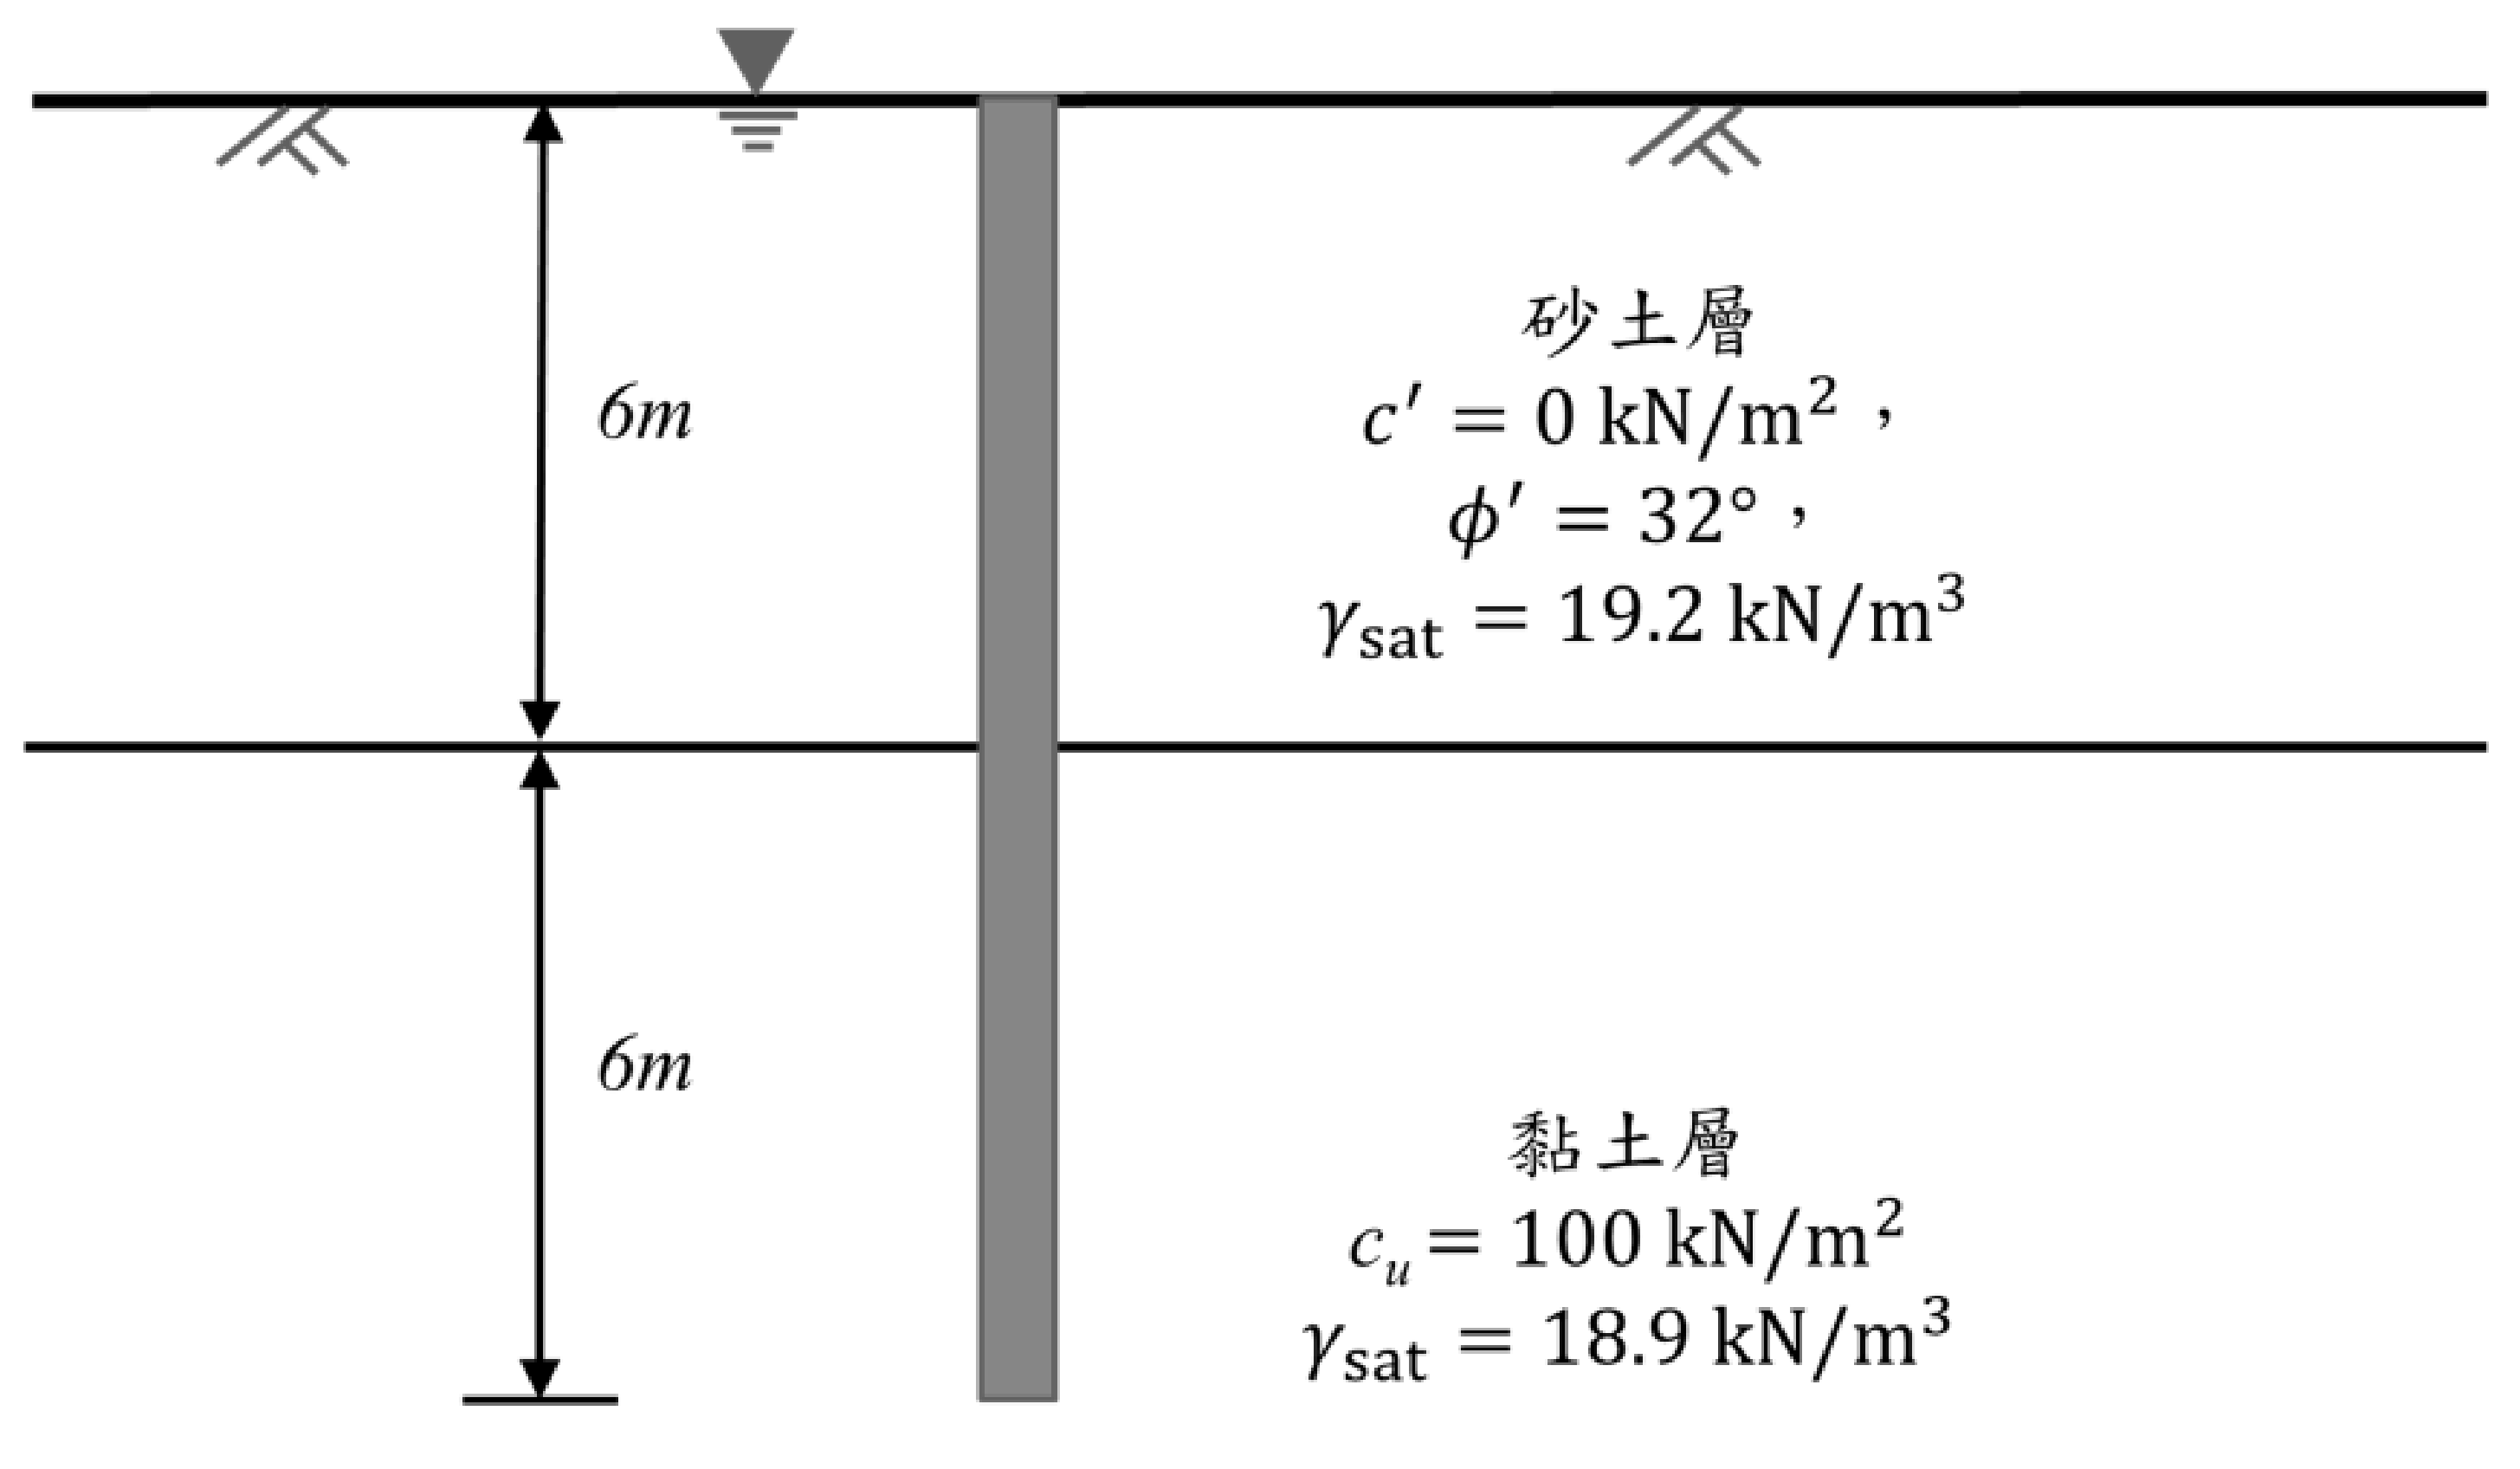 6m
砂土層
c′ = 0 kN/m²，
ϕ′ = 32°，
γsat = 19.2 kN/m³
6m
黏土層
cu = 100 kN/m²
γsat = 18.9 kN/m³